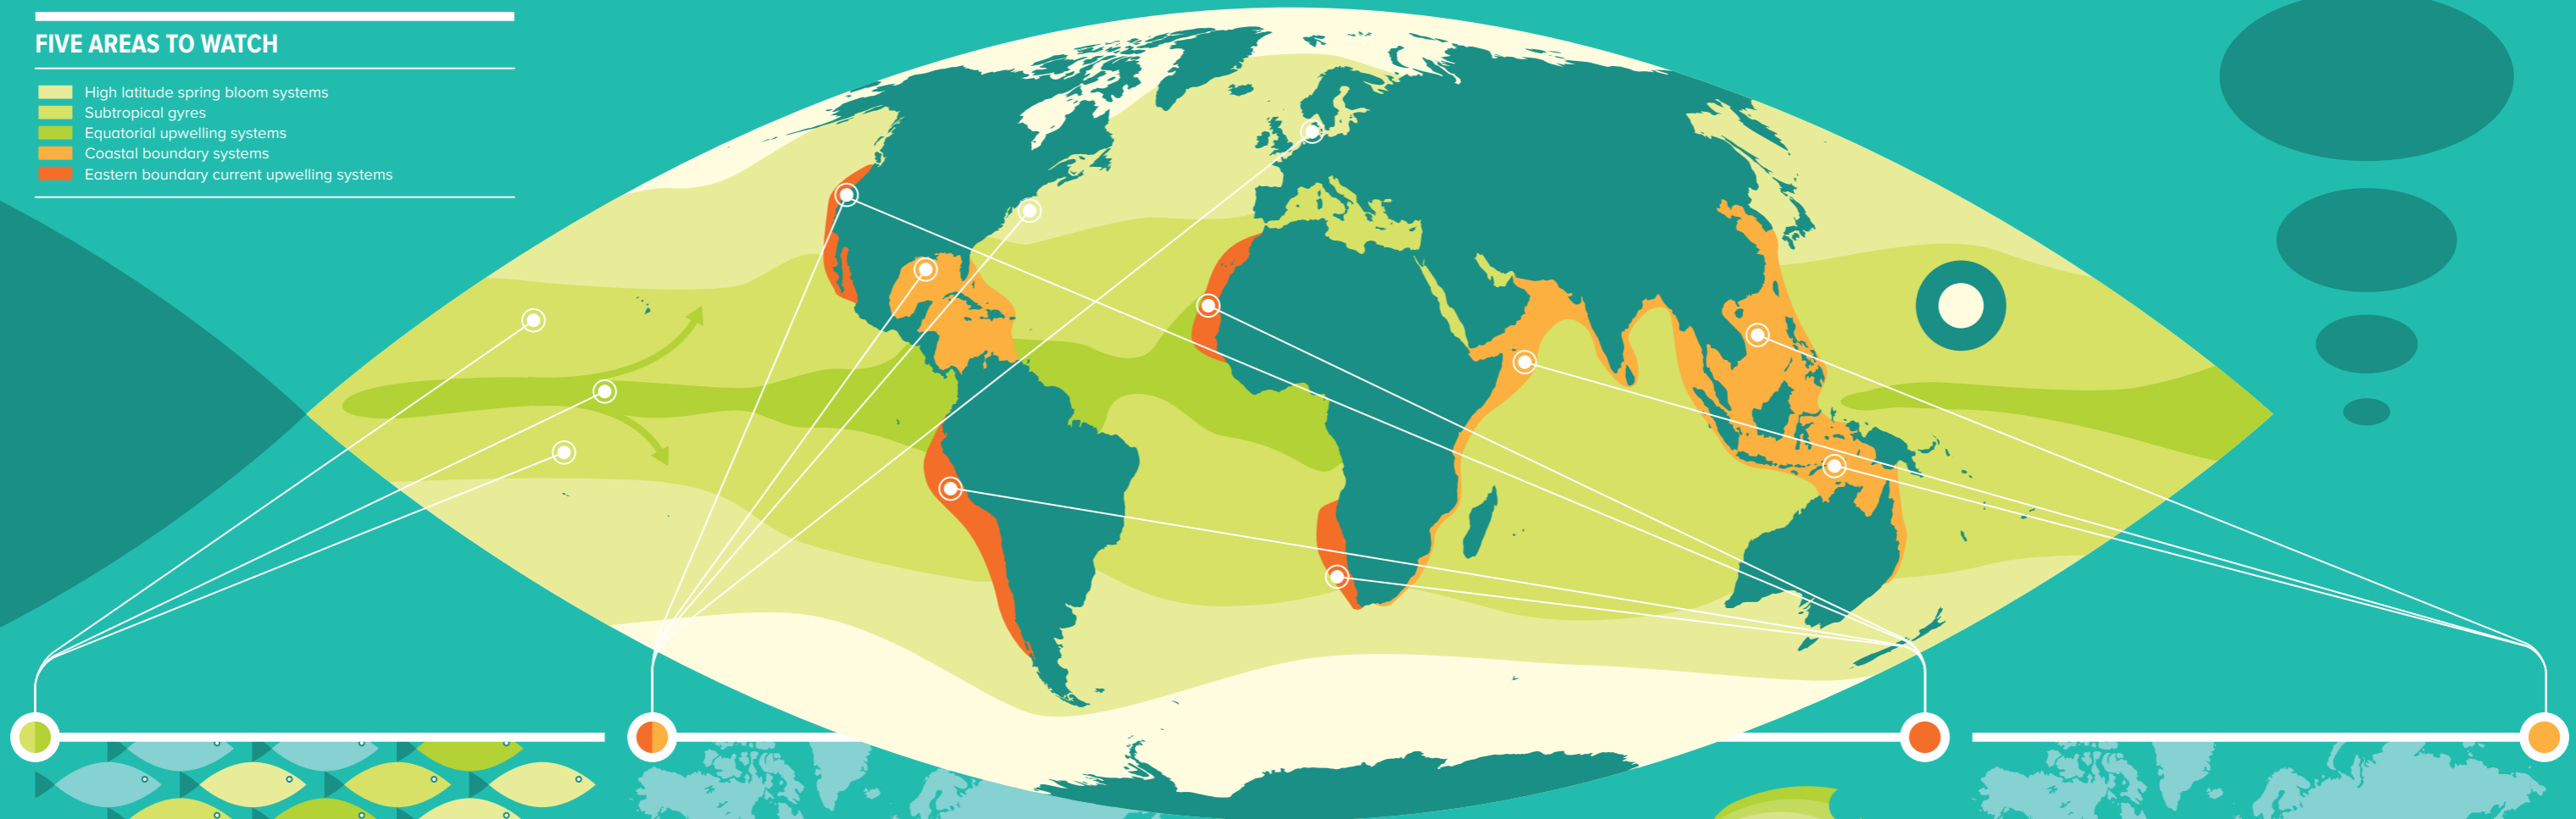 FIVE AREAS TO WATCH
High latitude spring bloom systems
Subtropical gyres
Equatorial upwelling systems
Coastal boundary systems
Eastern boundary current upwelling systems